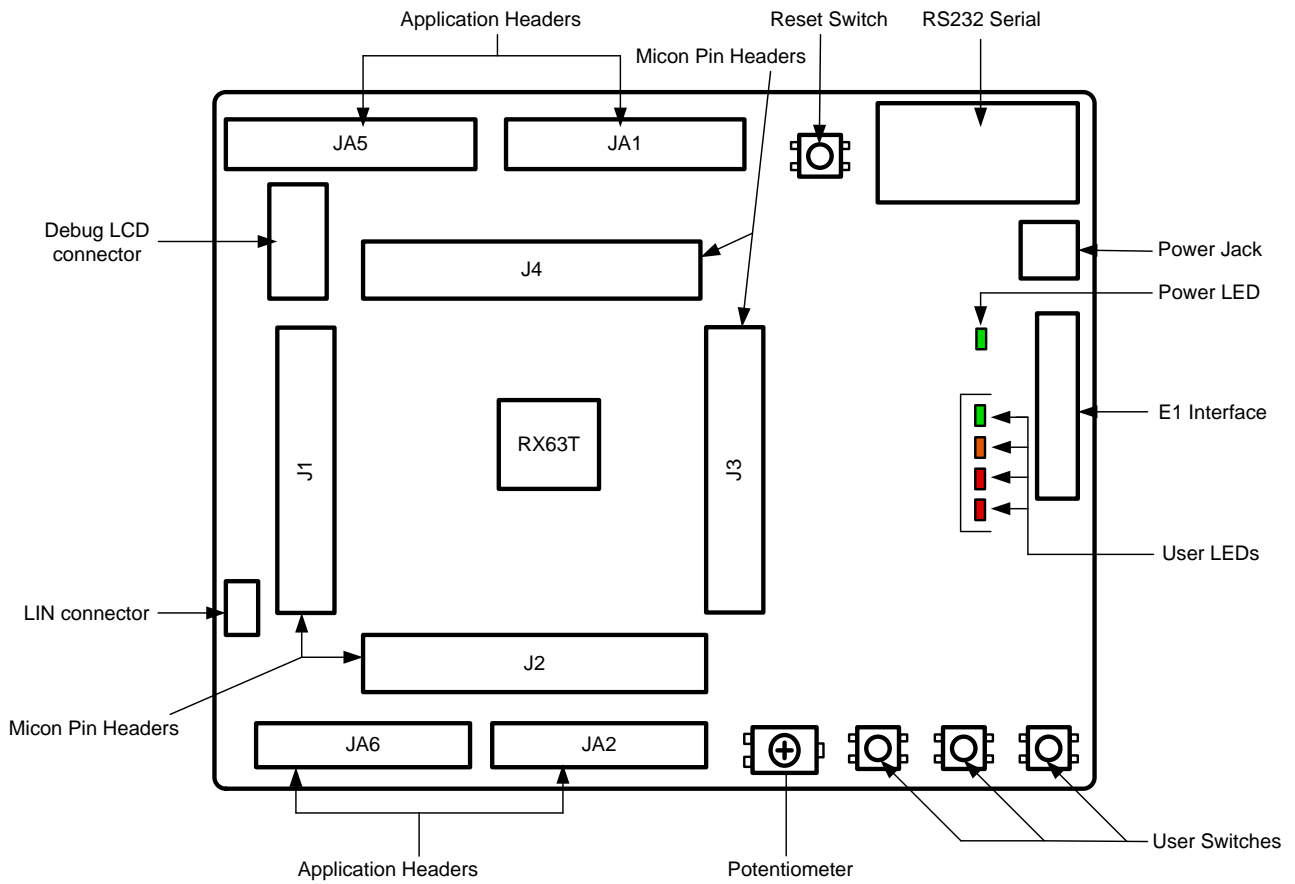 Application Headers
Reset Switch
RS232 Serial
Micon Pin Headers
JA5
JA1
Debug LCD
connector
J4
Power Jack
Power LED
E1 Interface
RX63T
J1
J3
User LEDs
LIN connector
J2
Micon Pin Headers
JA6
JA2
User Switches
Application Headers
Potentiometer